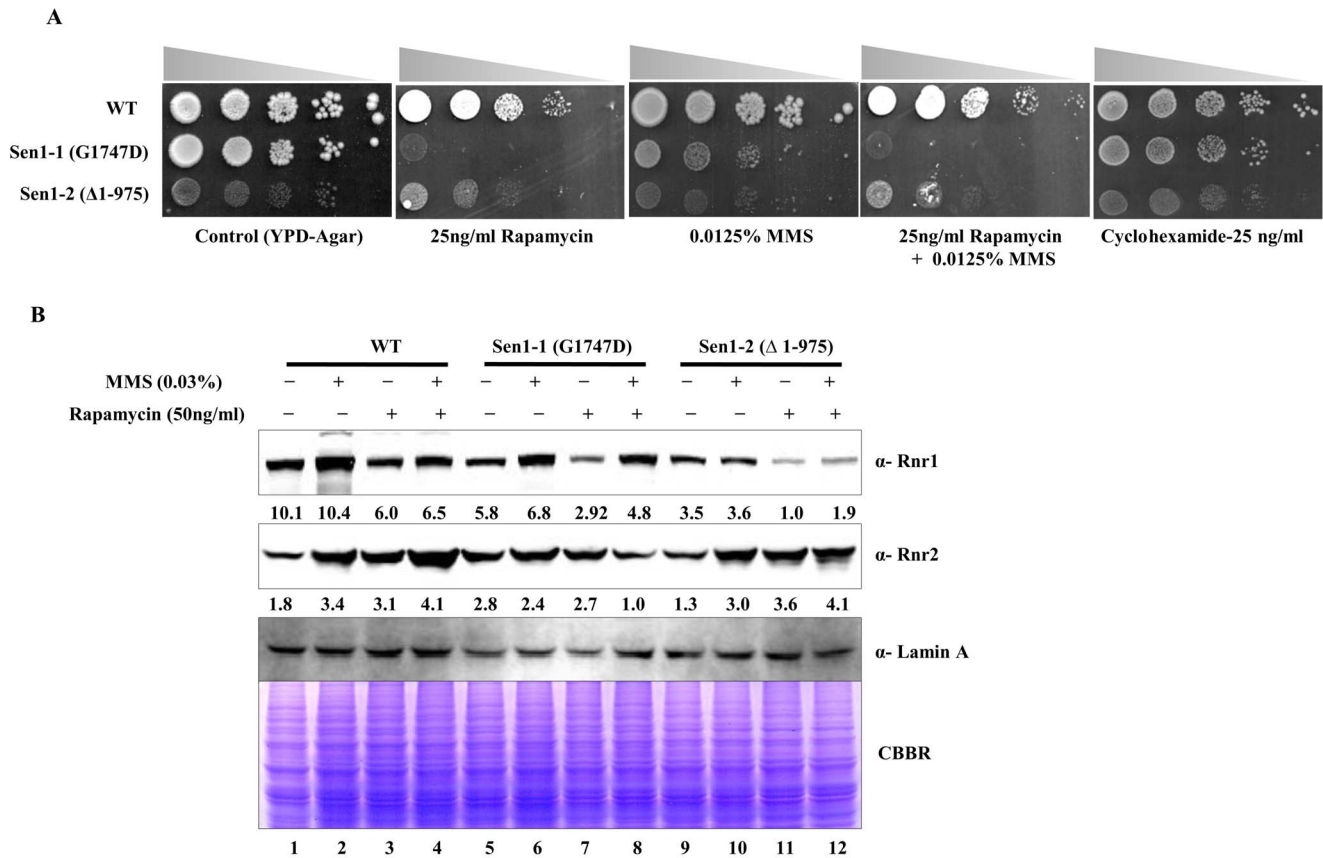 A
WT
Sen1-1 (G1747D)
Sen1-2 (Δ1-975)
Control (YPD-Agar)
25ng/ml Rapamycin
0.0125% MMS
25ng/ml Rapamycin
+ 0.0125% MMS
Cyclohexamide-25 ng/ml
B
WT Sen1-1 (G1747D) Sen1-2 (Δ 1-975)
MMS (0.03%) − + − + − + − + − + − +
Rapamycin (50ng/ml) − − + + − − + + − − + +
α- Rnr1
10.1 10.4 6.0 6.5 5.8 6.8 2.92 4.8 3.5 3.6 1.0 1.9
α- Rnr2
1.8 3.4 3.1 4.1 2.8 2.4 2.7 1.0 1.3 3.0 3.6 4.1
α- Lamin A
CBBR
1 2 3 4 5 6 7 8 9 10 11 12